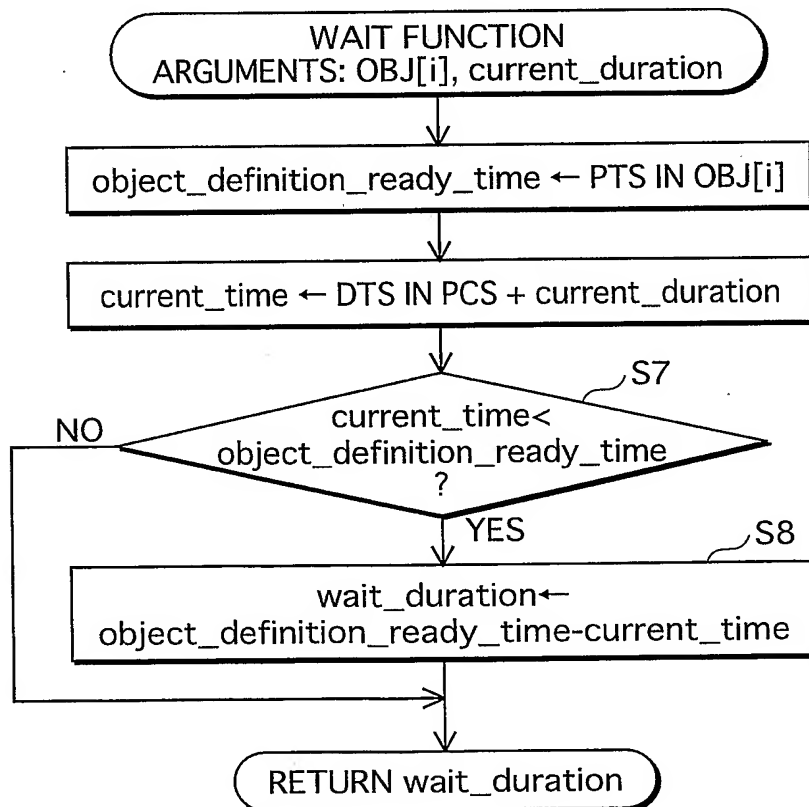 WAIT FUNCTION
ARGUMENTS: OBJ[i], current_duration
object_definition_ready_time ← PTS IN OBJ[i]
current_time ← DTS IN PCS + current_duration
S7
NO
current_time<
object_definition_ready_time
?
YES
S8
wait_duration←
object_definition_ready_time-current_time
RETURN wait_duration